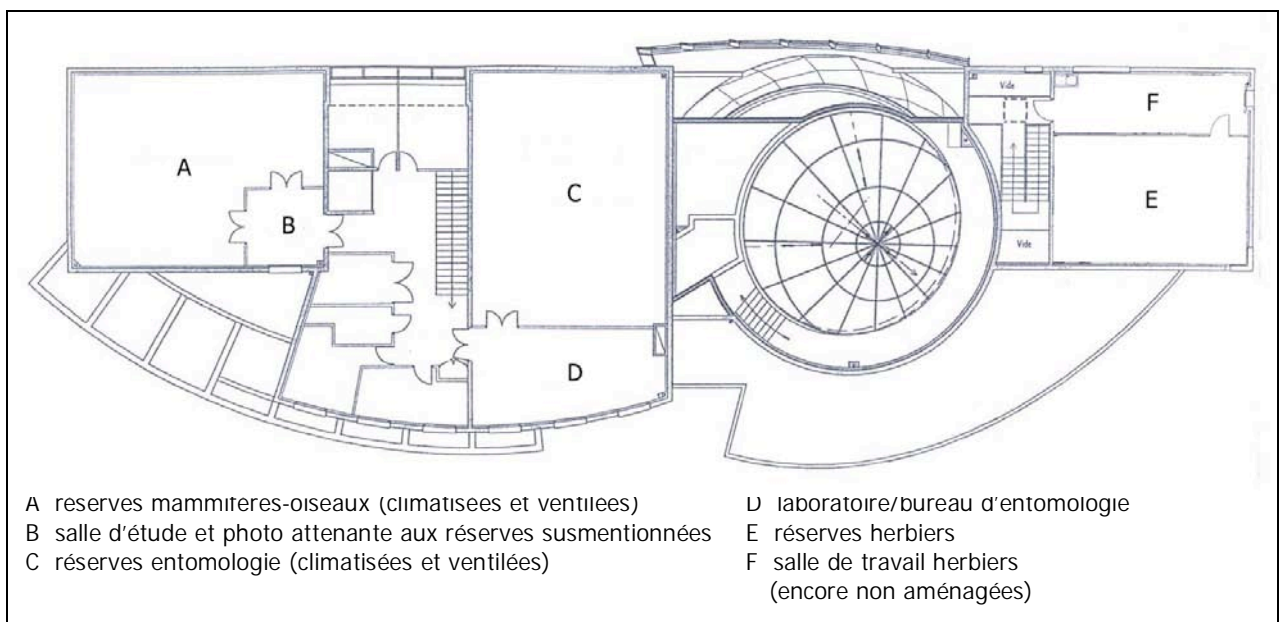 Vide
F
A
E
C
B
Vide
D
A réserves mammifères-oiseaux (climatisées et ventilées)
B salle d'étude et photo attenante aux réserves susmentionnées
C réserves entomologie (climatisées et ventilées)
D laboratoire/bureau d'entomologie
E réserves herbiers
F salle de travail herbiers
(encore non aménagées)